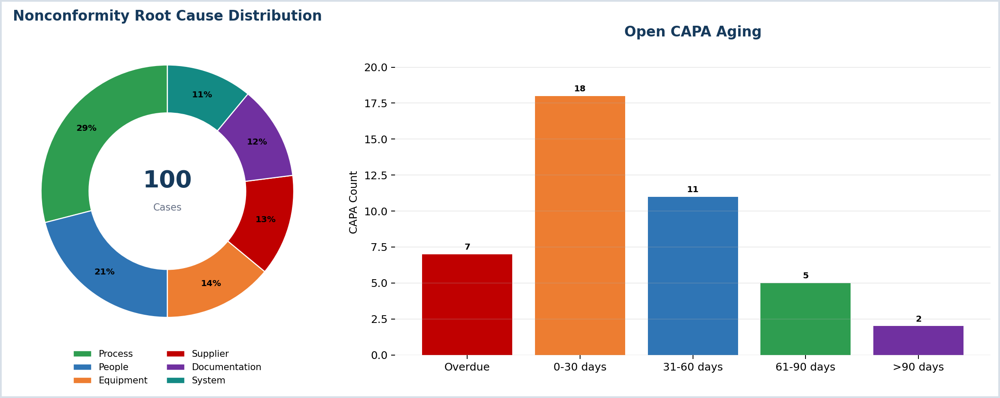 Nonconformity Root Cause Distribution
11%
29%
12%
100
Cases
13%
21%
14%
Process
People
Equipment
Supplier
Documentation
System
Open CAPA Aging
CAPA Count
20.0
17.5
15.0
12.5
10.0
7.5
5.0
2.5
0.0
7
18
11
5
2
Overdue
0-30 days
31-60 days
61-90 days
>90 days